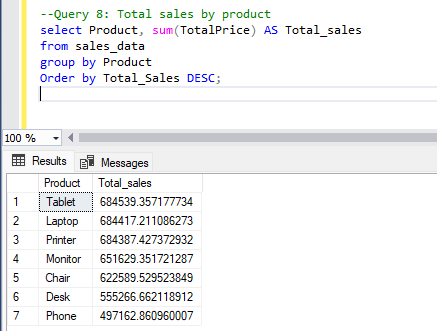 --Query 8: Total sales by product
select Product, sum(TotalPrice) AS Total_sales
from sales_data
group by Product
Order by Total_Sales DESC;
100 %
Results Messages
Product Total_sales
1 Tablet 684539.357177734
2 Laptop 684417.211086273
3 Printer 684387.427372932
4 Monitor 651629.351721287
5 Chair 622589.529523849
6 Desk 555266.662118912
7 Phone 497162.860960007